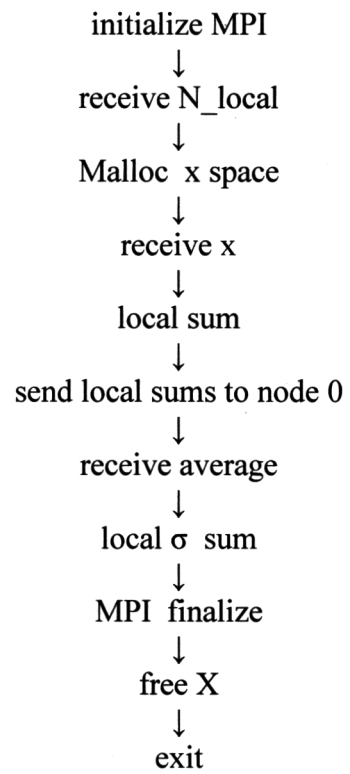 initialize MPI
↓
receive N_local
↓
Malloc x space
↓
receive x
↓
local sum
↓
send local sums to node 0
↓
receive average
↓
local σ sum
↓
MPI finalize
↓
free X
↓
exit